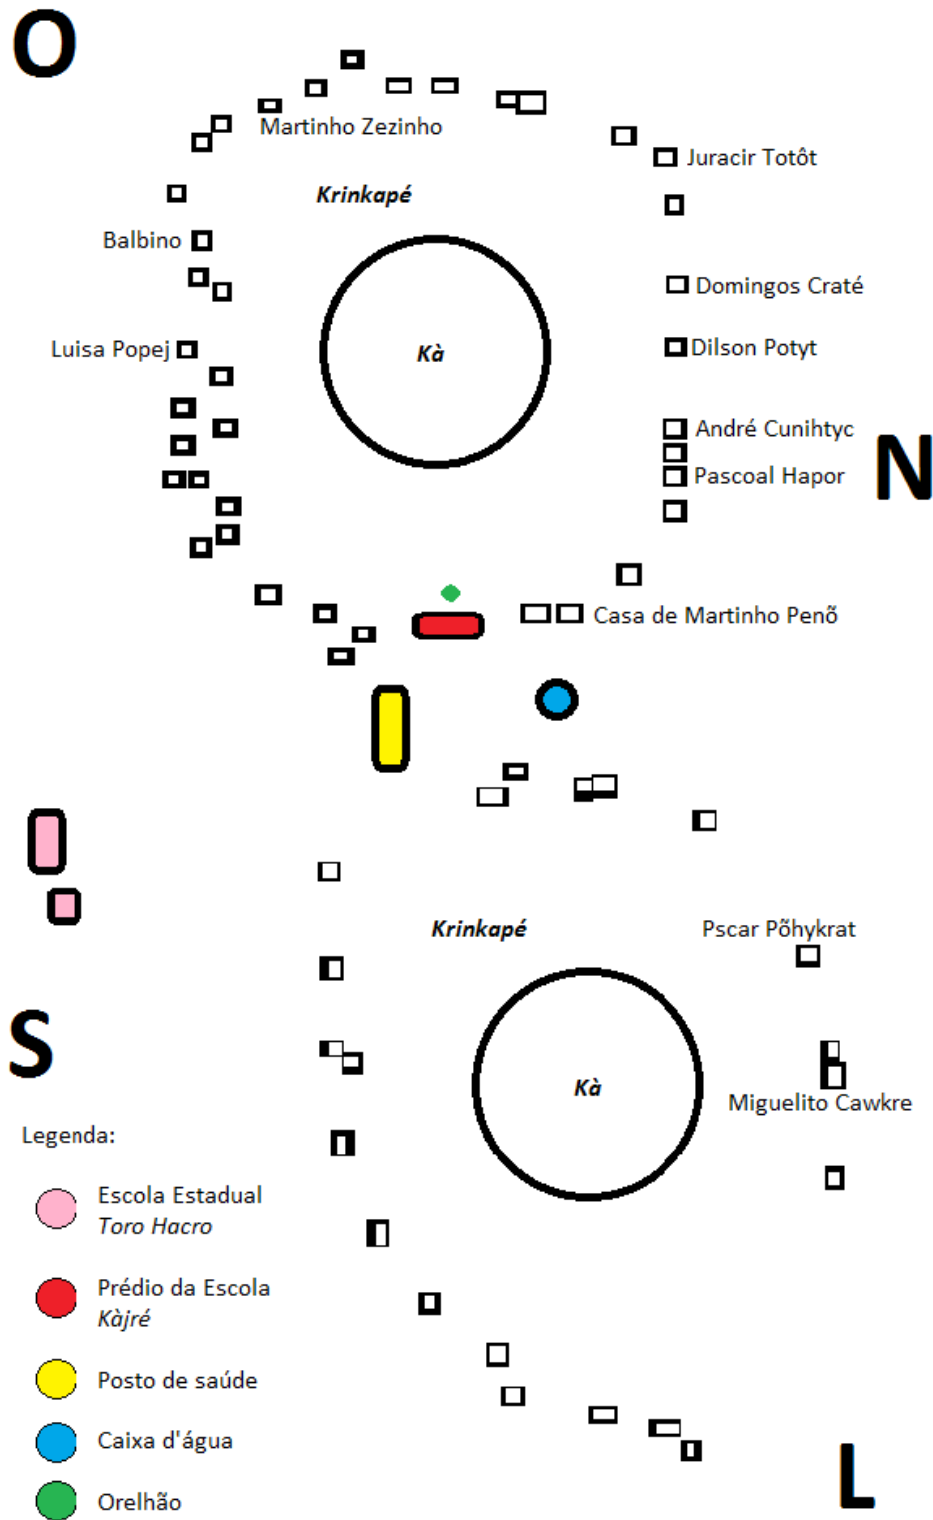 O
Martinho Zezinho
Juracir Totôt
Krinkapé
Balbino
Domingos Craté
Luisa Popej
Kà
Dilson Potyt
André Cunihtyc
N
Pascoal Hapor
Casa de Martinho Penõ
Krinkapé
Pscar Põhykrat
S
Kà
Miguelito Cawkre
Legenda:
Escola Estadual
Toro Hacro
Prédio da Escola
Kàjré
Posto de saúde
Caixa d'água
L
Orelhão